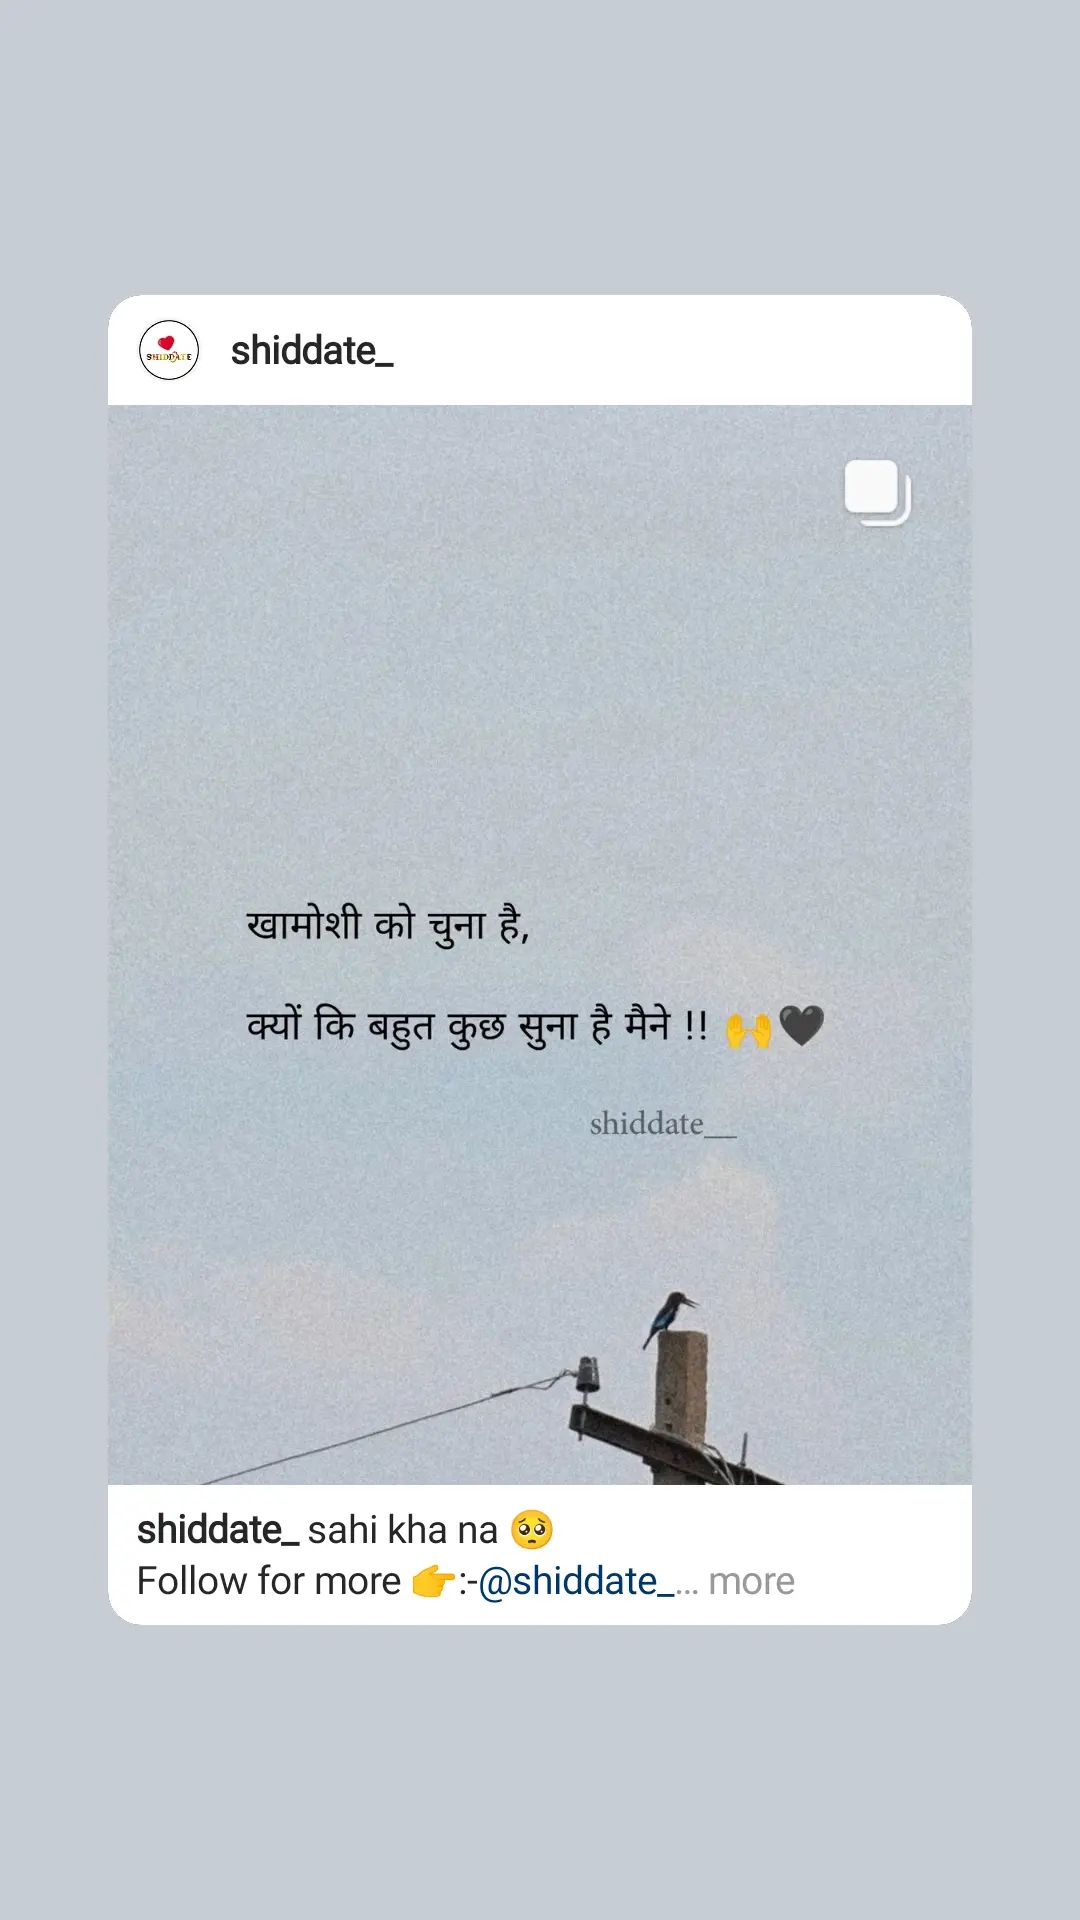 SHIDDATE
shiddate_
खामोशी को चुना है,
क्यों कि बहुत कुछ सुना है मैने !! 🙌🖤
shiddate__
shiddate_ sahi kha na 🥺
Follow for more 👉:-@shiddate_... more